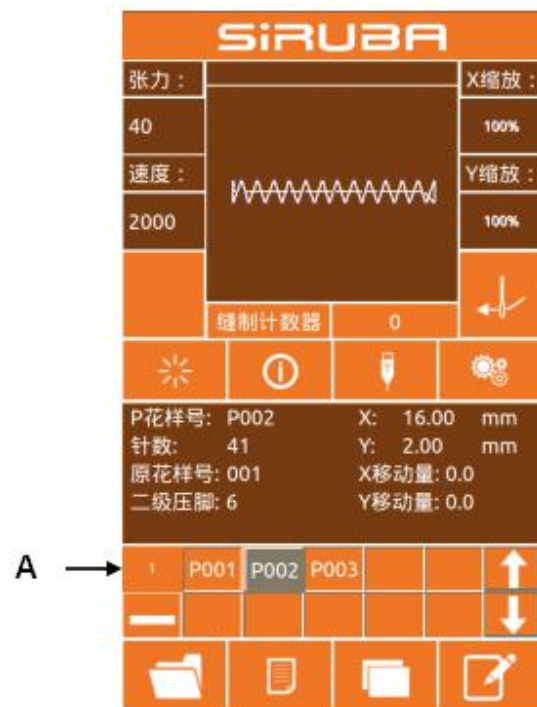 SiRUBA
张力：
X缩放：
40
100%
速度：
Y缩放：
2000
100%
缝制计数器 0
P花样号: P002 X: 16.00 mm
针数: 41 Y: 2.00 mm
原花样号: 001 X移动量: 0.0
二级压脚: 6 Y移动量: 0.0
A
1 P001 P002 P003